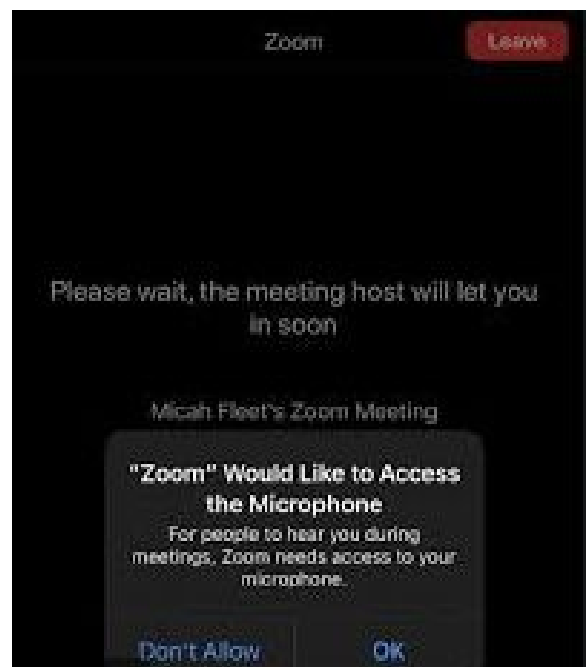 Zoom
Leave
Please wait, the meeting host will let you
in soon
Micah Fleet's Zoom Meeting
"Zoom" Would Like to Access
the Microphone
For people to hear you during
meetings, Zoom needs access to your
microphone.
Don't Allow
OK